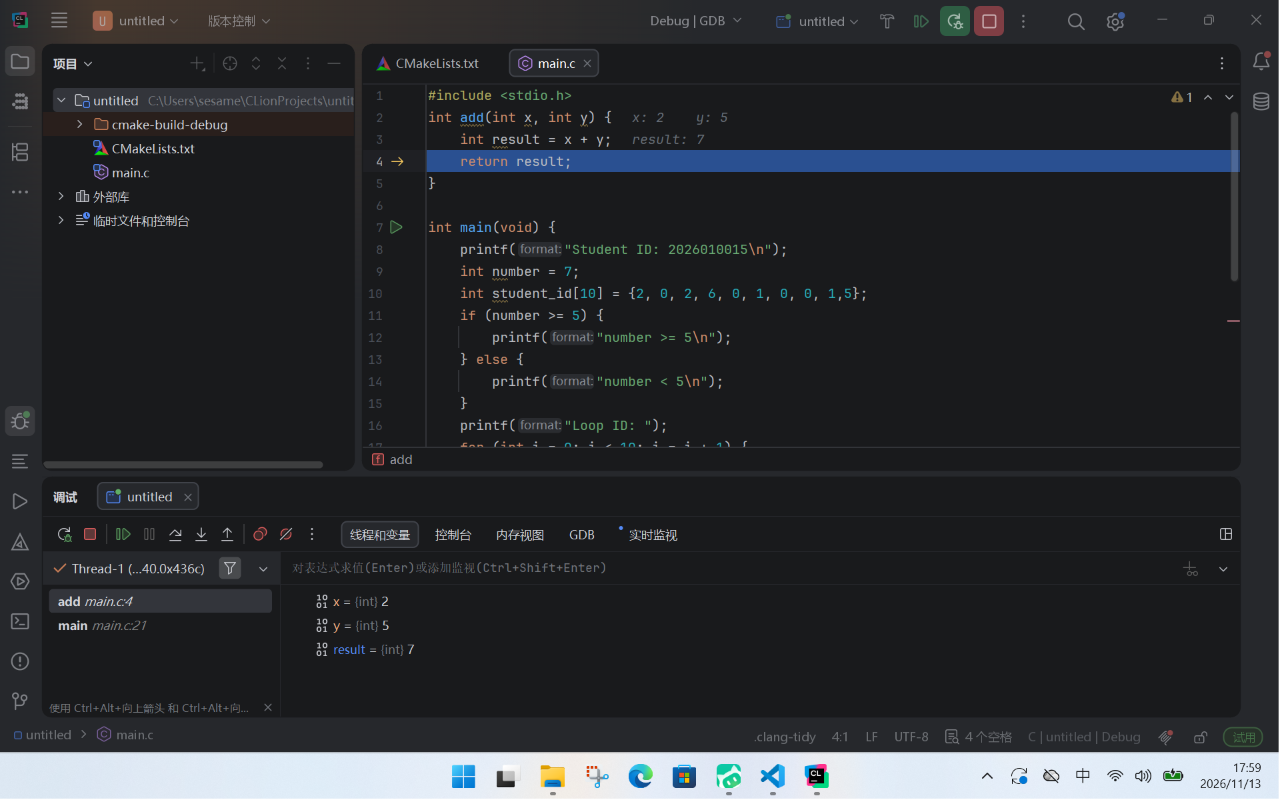 U untitled 版本控制 Debug | GDB untitled
项目
CMakeLists.txt main.c
untitled C:\Users\sesame\CLionProjects\untit
cmake-build-debug
CMakeLists.txt
main.c
外部库
临时文件和控制台
1 #include <stdio.h>
1
2 int add(int x, int y) { x: 2 y: 5
3 int result = x + y; result: 7
4 return result;
5 }
6
7 int main(void) {
8 printf(format:"Student ID: 2026010015\n");
9 int number = 7;
10 int student_id[10] = {2, 0, 2, 6, 0, 1, 0, 0, 1,5};
11 if (number >= 5) {
12 printf(format:"number >= 5\n");
13 } else {
14 printf(format:"number < 5\n");
15 }
16 printf(format:"Loop ID: ");
17 for (int i = 0; i < 10; i = i + 1) {
f add
调试 untitled
线程和变量 控制台 内存视图 GDB 实时监视
Thread-1 (...40.0x436c)
对表达式求值(Enter)或添加监视(Ctrl+Shift+Enter)
add main.c:4
main main.c:21
x = {int} 2
y = {int} 5
result = {int} 7
使用 Ctrl+Alt+向上箭头 和 Ctrl+Alt+向...
untitled main.c
.clang-tidy 4:1 LF UTF-8 4 个空格 C | untitled | Debug 试用
中
17:59
2026/11/13